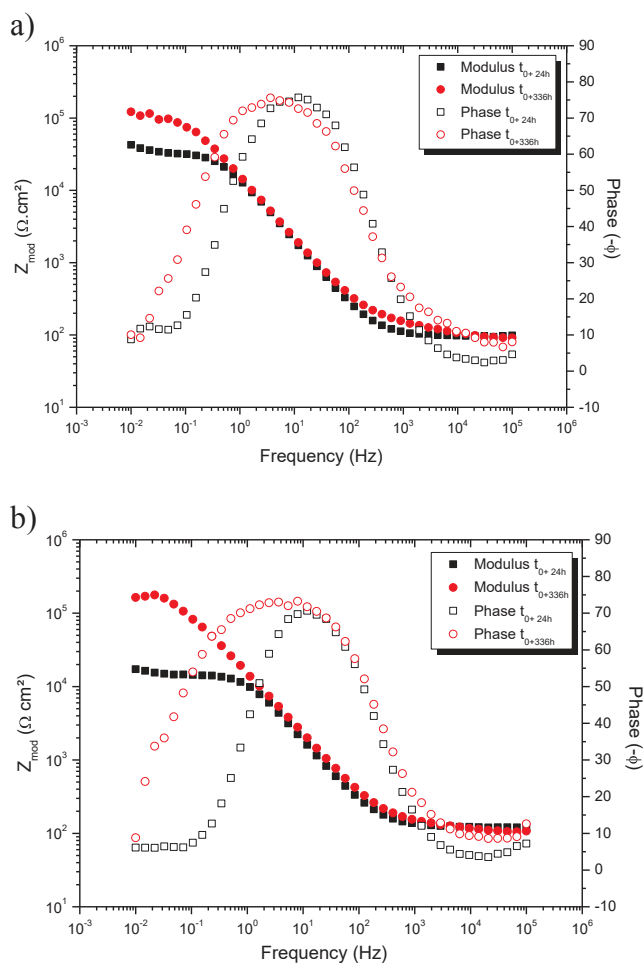 a)
10⁶
10⁵
10⁴
10³
10²
10¹
Z_mod (Ω.cm²)
90
80
70
60
50
40
30
20
10
0
-10
Phase (-ϕ)
Modulus t₀₊ ₂₄ₕ
Modulus t₀₊₃₃₆ₕ
Phase t₀₊ ₂₄ₕ
Phase t₀₊₃₃₆ₕ
10⁻³ 10⁻² 10⁻¹ 10⁰ 10¹ 10² 10³ 10⁴ 10⁵ 10⁶
Frequency (Hz)
b)
10⁶
10⁵
10⁴
10³
10²
10¹
Z_mod (Ω cm²)
90
80
70
60
50
40
30
20
10
0
-10
Phase (-ϕ)
Modulus t₀₊ ₂₄ₕ
Modulus t₀₊₃₃₆ₕ
Phase t₀₊ ₂₄ₕ
Phase t₀₊₃₃₆ₕ
10⁻³ 10⁻² 10⁻¹ 10⁰ 10¹ 10² 10³ 10⁴ 10⁵ 10⁶
Frequency (Hz)